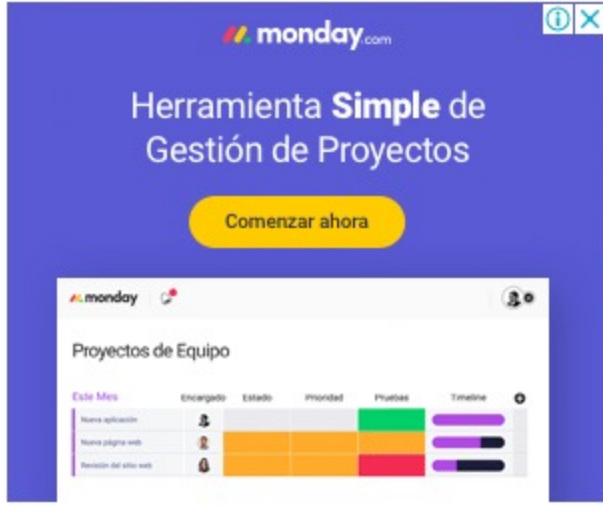 monday.com
Herramienta Simple de
Gestión de Proyectos
Comenzar ahora
monday
Proyectos de Equipo
Este Mes Encargado Estado Prioridad Pruebas Timeline
Nueva aplicación
Nueva página web
Revisión del sitio web